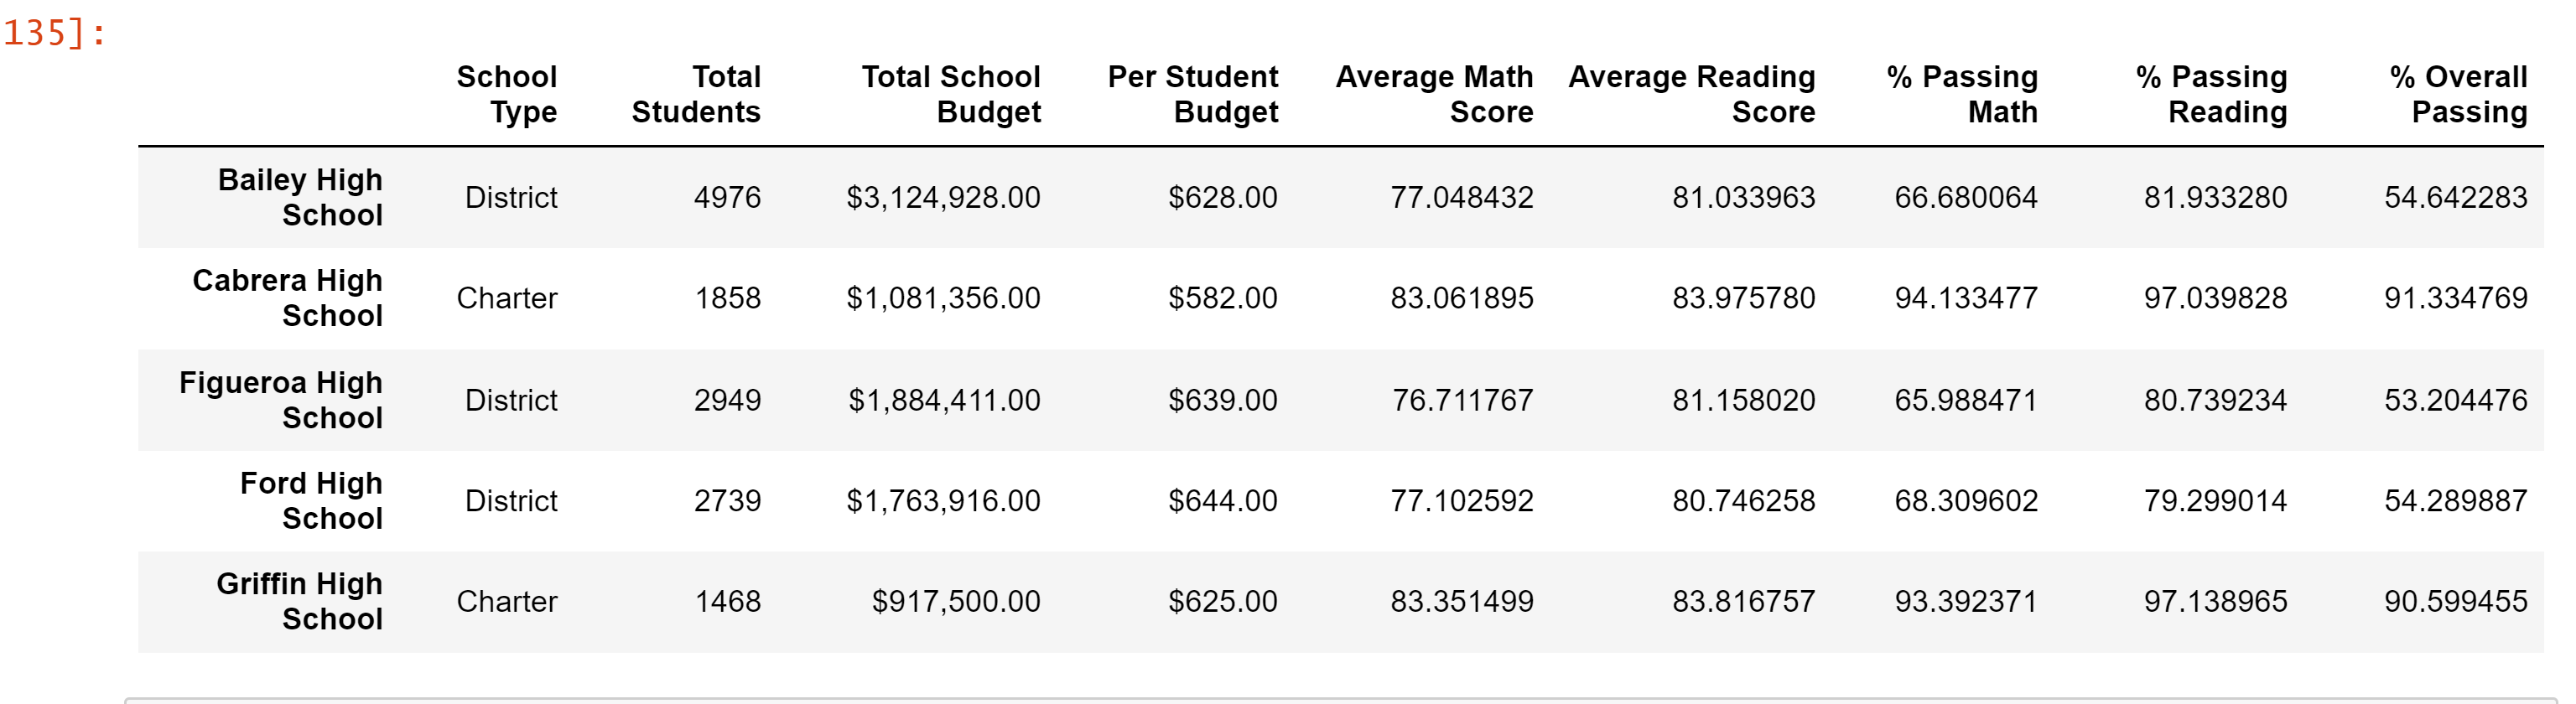 135]:
School Type Total Students Total School Budget Per Student Budget Average Math Score Average Reading Score % Passing Math % Passing Reading % Overall Passing
Bailey High School District 4976 $3,124,928.00 $628.00 77.048432 81.033963 66.680064 81.933280 54.642283
Cabrera High School Charter 1858 $1,081,356.00 $582.00 83.061895 83.975780 94.133477 97.039828 91.334769
Figueroa High School District 2949 $1,884,411.00 $639.00 76.711767 81.158020 65.988471 80.739234 53.204476
Ford High School District 2739 $1,763,916.00 $644.00 77.102592 80.746258 68.309602 79.299014 54.289887
Griffin High School Charter 1468 $917,500.00 $625.00 83.351499 83.816757 93.392371 97.138965 90.599455